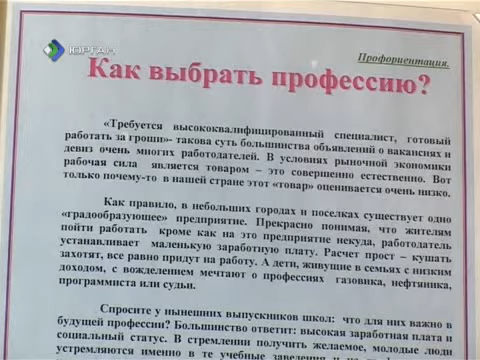 ЮРГАН
Профориентация.
Как выбрать профессию?
«Требуется высококвалифицированный специалист, готовый
работать за гроши»- такова суть большинства объявлений о вакансиях и
девиз очень многих работодателей. В условиях рыночной экономики
рабочая сила является товаром – это совершенно естественно. Вот
только почему-то в нашей стране этот «товар» оценивается очень низко.
Как правило, в небольших городах и поселках существует одно
«градообразующее» предприятие. Прекрасно понимая, что жителям
пойти работать кроме как на это предприятие некуда, работодатель
устанавливает маленькую заработную плату. Расчет прост – кушать
захотят, все равно придут на работу. А дети, живущие в семьях с низким
доходом, с вожделением мечтают о профессиях газовика, нефтяника,
программиста или судьи.
Спросите у нынешних выпускников школ: что для них важно в
будущей профессии? Большинство ответит: высокая заработная плата и
социальный статус. В стремлении получить желаемое, молодые люди
устремляются именно в те учебные заведения и